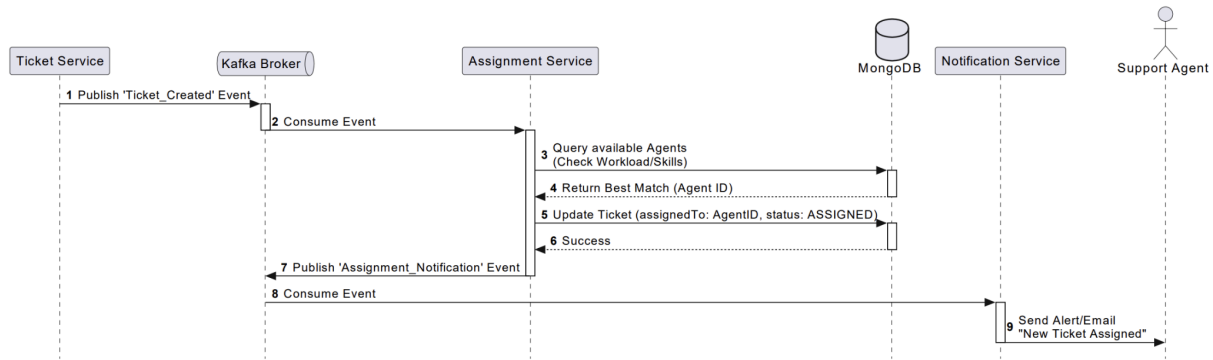 Ticket Service
Kafka Broker
Assignment Service
MongoDB
Notification Service
Support Agent
1 Publish 'Ticket_Created' Event
2 Consume Event
3 Query available Agents
(Check Workload/Skills)
4 Return Best Match (Agent ID)
5 Update Ticket (assignedTo: AgentID, status: ASSIGNED)
6 Success
7 Publish 'Assignment_Notification' Event
8 Consume Event
9 Send Alert/Email
"New Ticket Assigned"